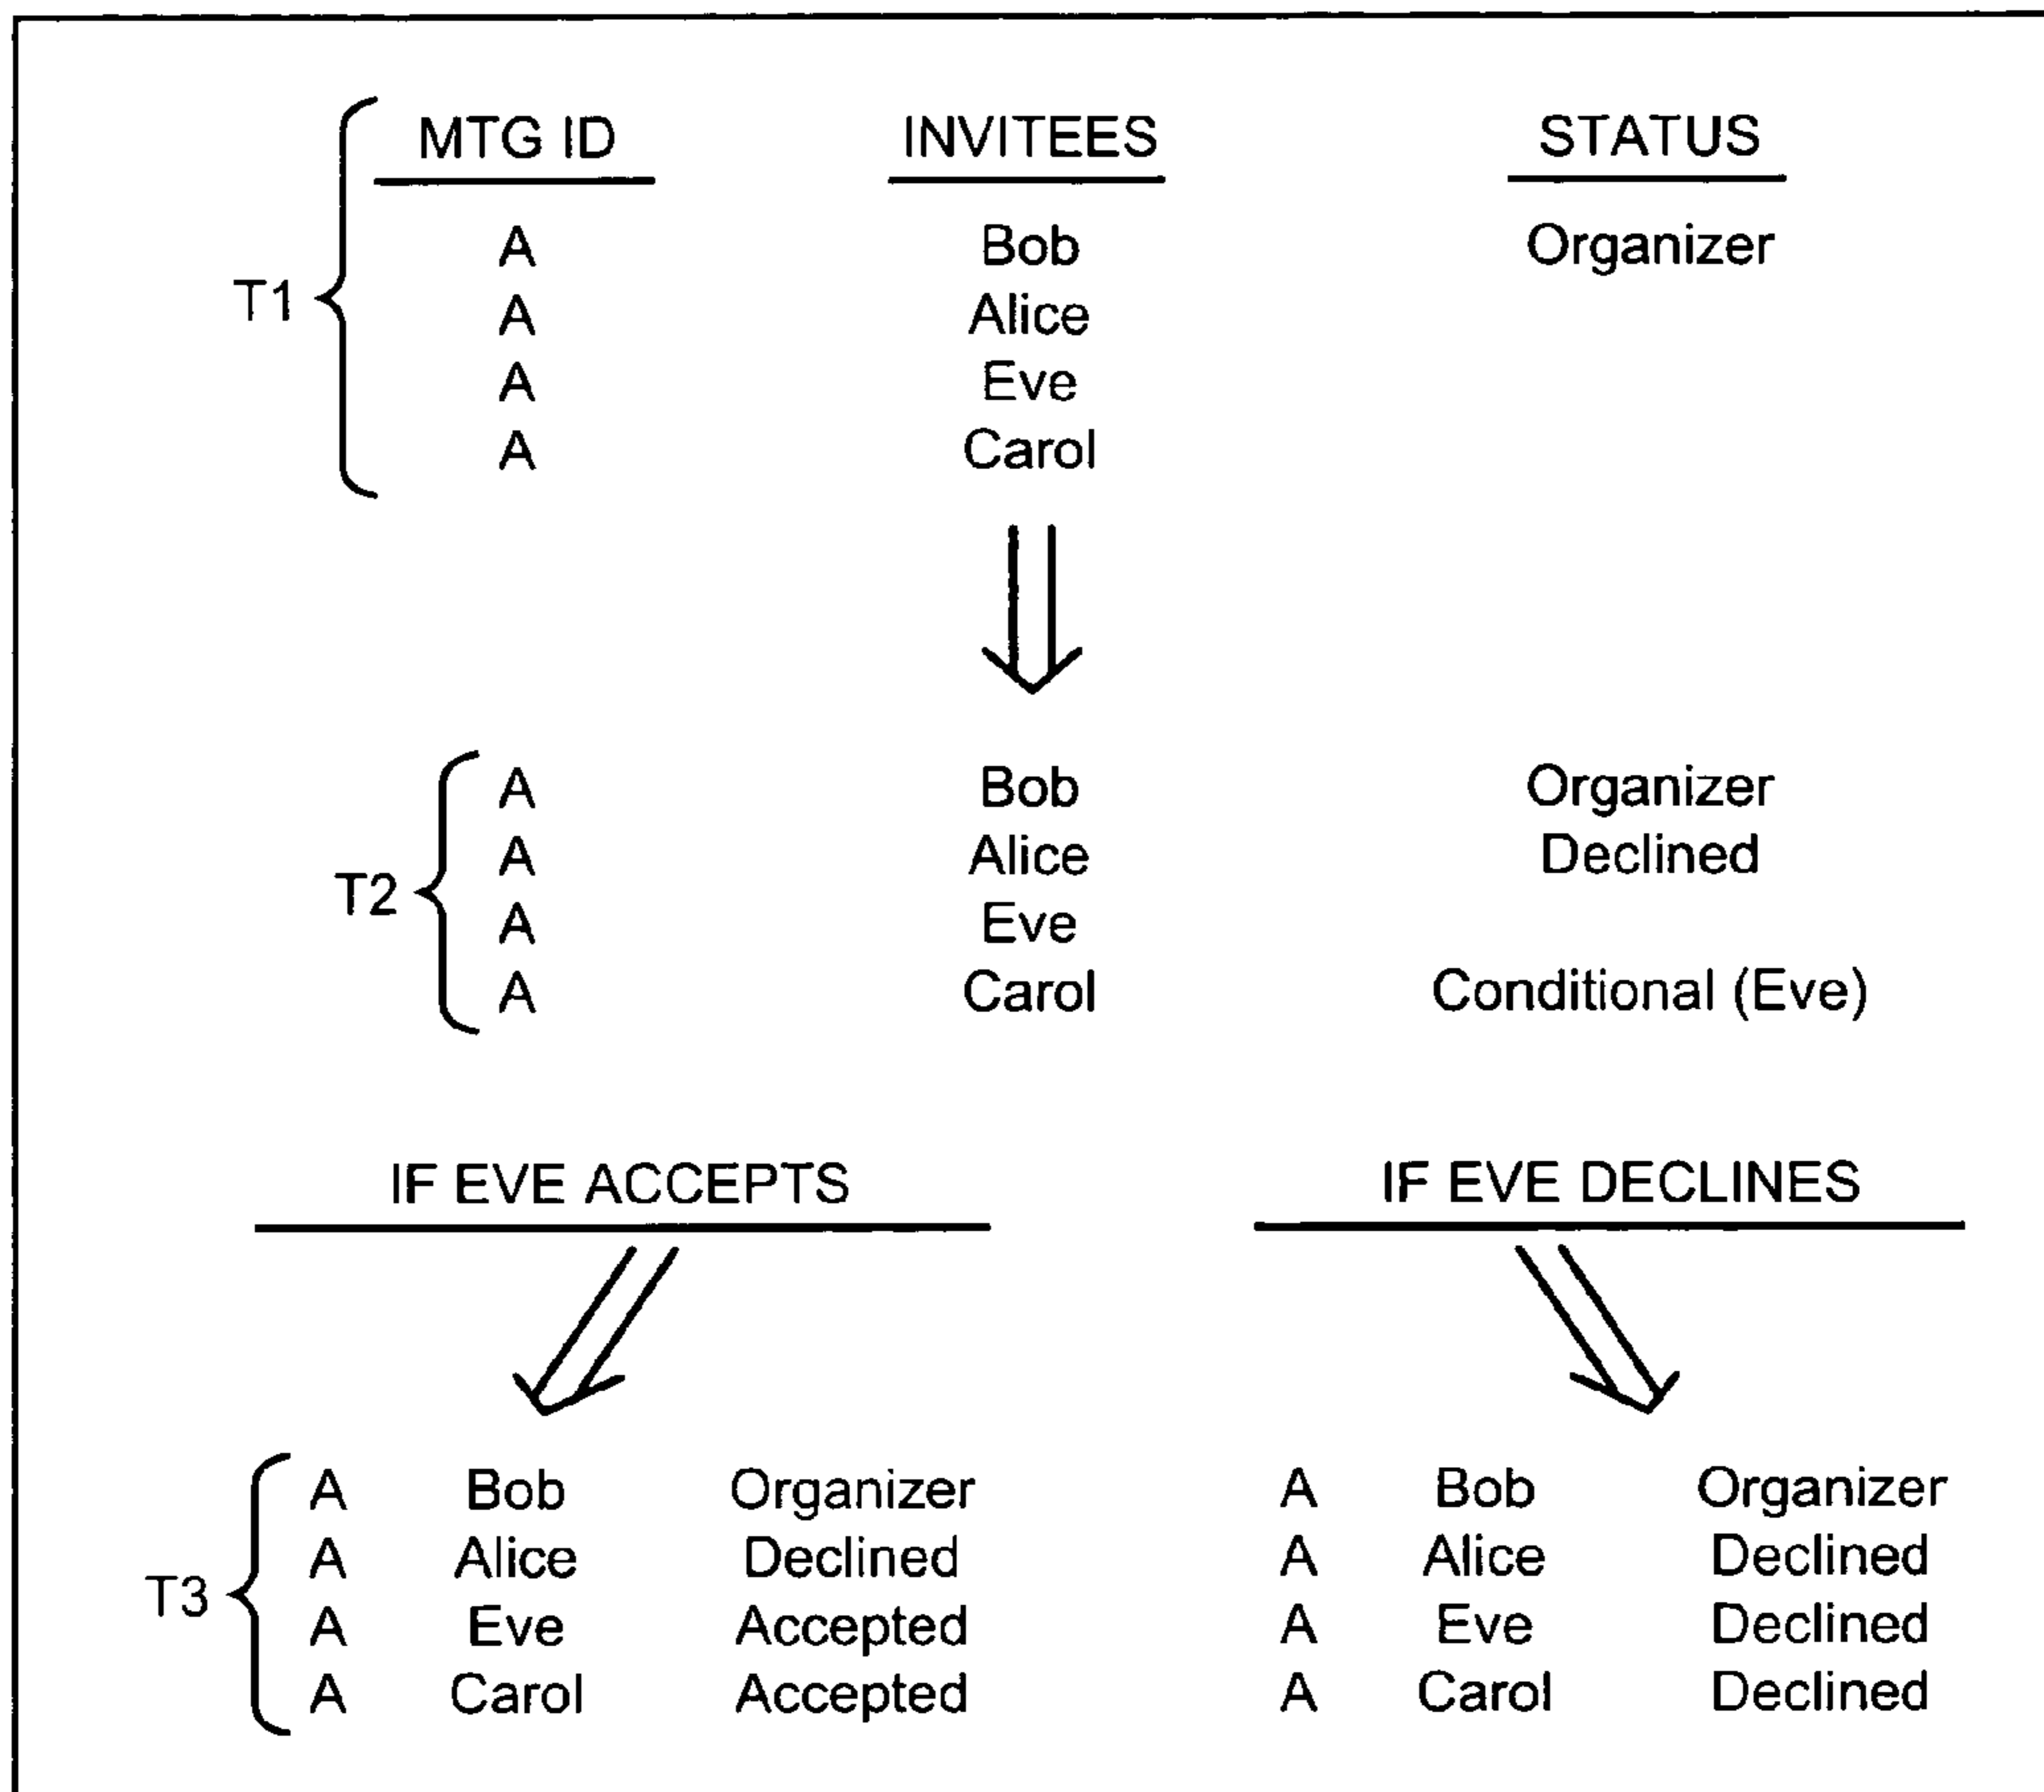 MTG ID INVITEES STATUS
A Bob Organizer
T1
A Alice
A Eve
A Carol
A Bob Organizer
A Alice Declined
T2
A Eve
A Carol Conditional (Eve)
IF EVE ACCEPTS IF EVE DECLINES
A Bob Organizer A Bob Organizer
A Alice Declined A Alice Declined
T3
A Eve Accepted A Eve Declined
A Carol Accepted A Carol Declined